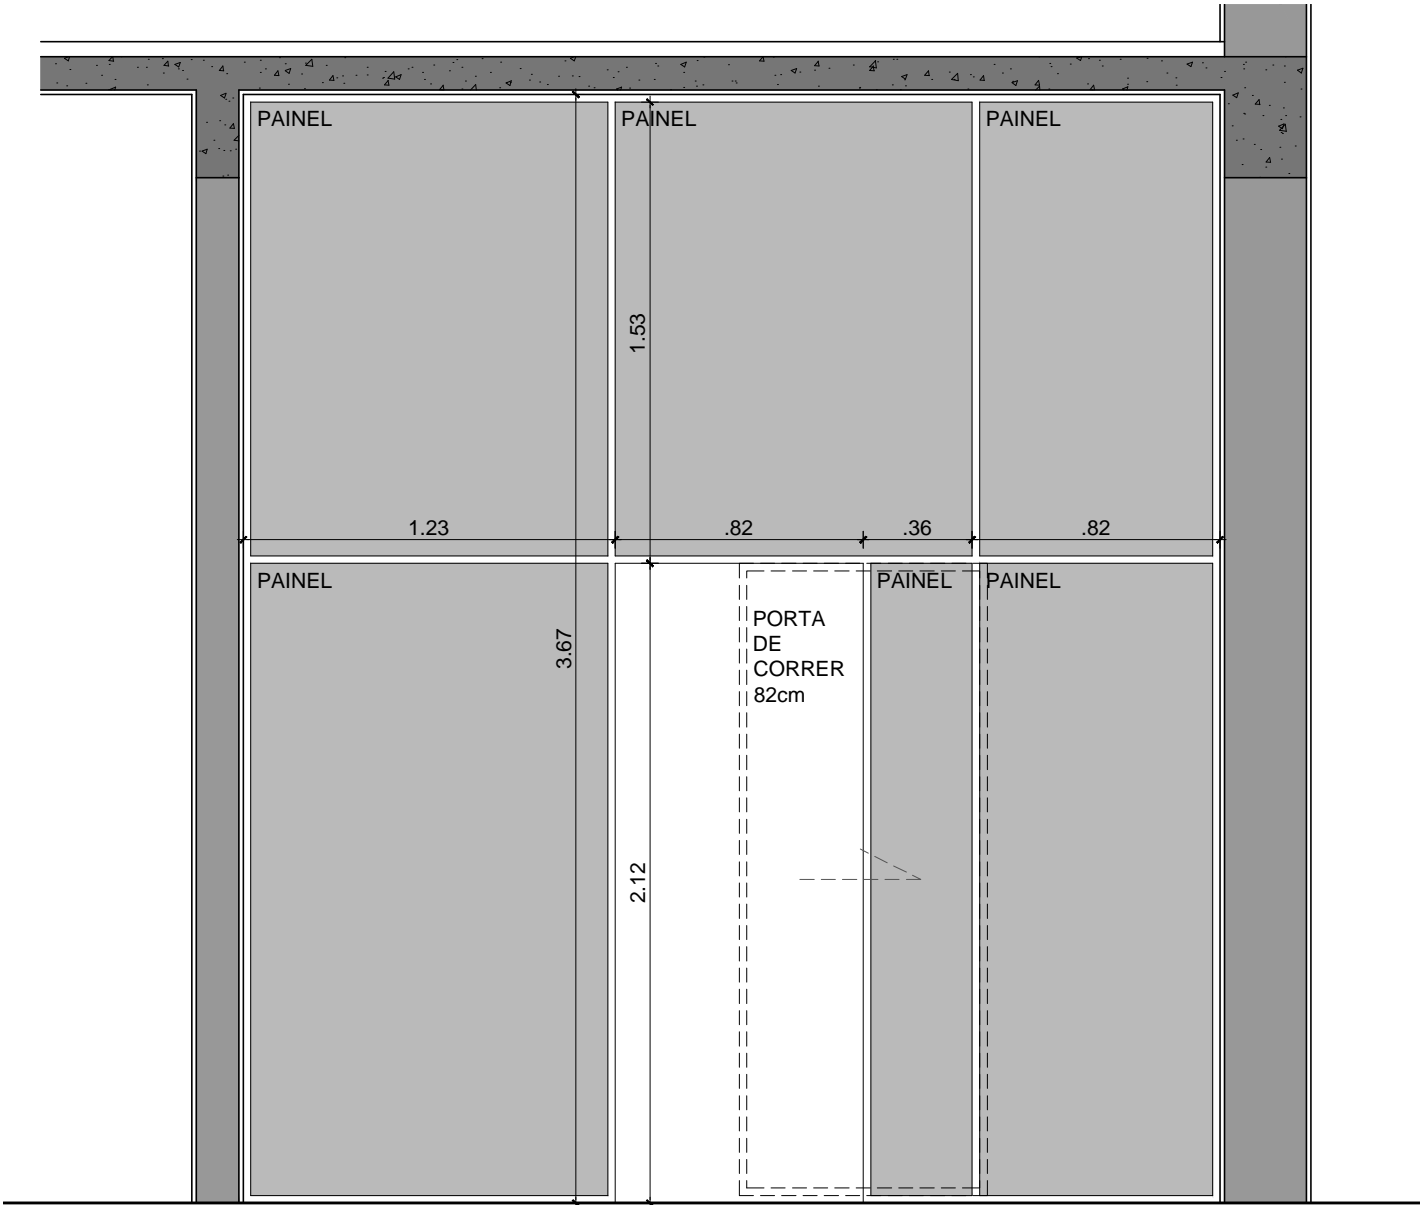 PAINEL
PAINEL
PAINEL
1.53
1.23
.82
.36
.82
PAINEL
PAINEL
PAINEL
PORTA
DE
CORRER
82cm
3.67
2.12